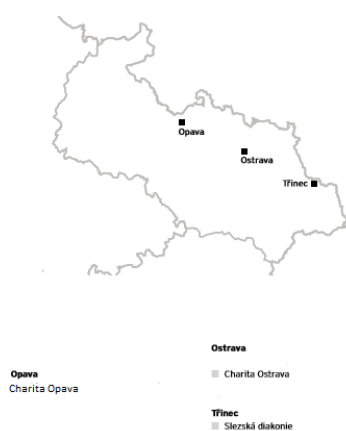 Opava
Ostrava
Třinec
Ostrava
Opava
Charita Ostrava
Charita Opava
Třinec
Slezská diakonie